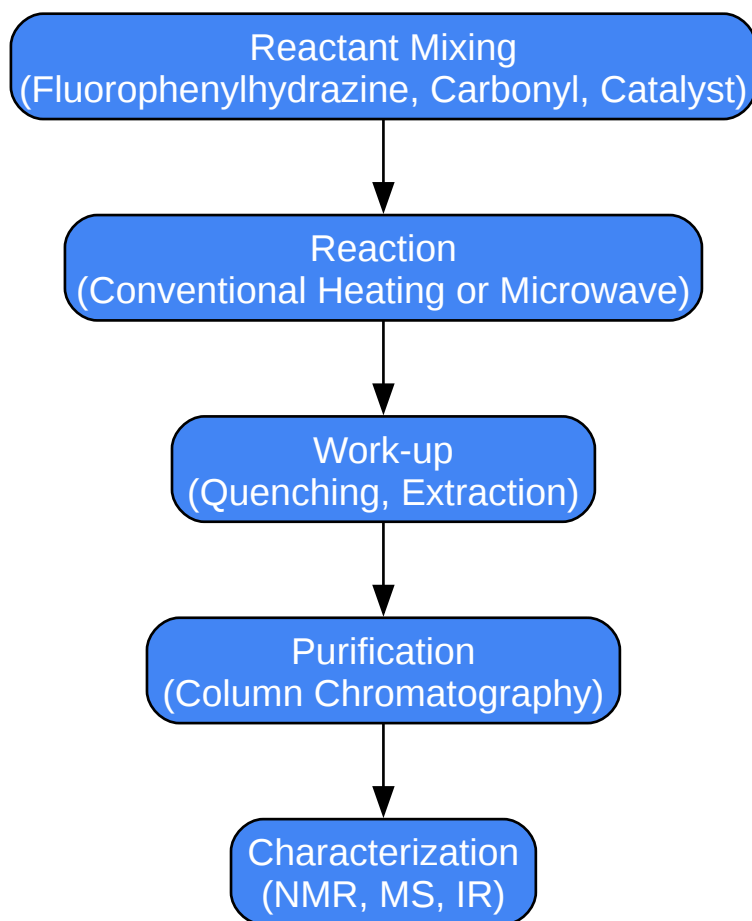 Reactant Mixing
(Fluorophenylhydrazine, Carbonyl, Catalyst)
Reaction
(Conventional Heating or Microwave)
Work-up
(Quenching, Extraction)
Purification
(Column Chromatography)
Characterization
(NMR, MS, IR)